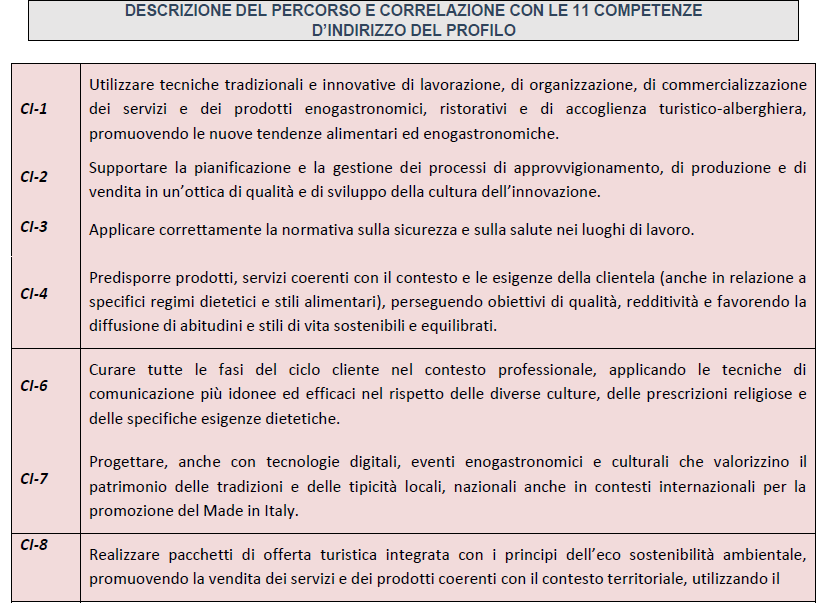 DESCRIZIONE DEL PERCORSO E CORRELAZIONE CON LE 11 COMPETENZE
D’INDIRIZZO DEL PROFILO
CI-1
Utilizzare tecniche tradizionali e innovative di lavorazione, di organizzazione, di commercializzazione
dei servizi e dei prodotti enogastronomici, ristorativi e di accoglienza turistico-alberghiera,
promuovendo le nuove tendenze alimentari ed enogastronomiche.
CI-2
Supportare la pianificazione e la gestione dei processi di approvvigionamento, di produzione e di
vendita in un’ottica di qualità e di sviluppo della cultura dell’innovazione.
CI-3
Applicare correttamente la normativa sulla sicurezza e sulla salute nei luoghi di lavoro.
CI-4
Predisporre prodotti, servizi coerenti con il contesto e le esigenze della clientela (anche in relazione a
specifici regimi dietetici e stili alimentari), perseguendo obiettivi di qualità, redditività e favorendo la
diffusione di abitudini e stili di vita sostenibili e equilibrati.
CI-6
Curare tutte le fasi del ciclo cliente nel contesto professionale, applicando le tecniche di
comunicazione più idonee ed efficaci nel rispetto delle diverse culture, delle prescrizioni religiose e
delle specifiche esigenze dietetiche.
CI-7
Progettare, anche con tecnologie digitali, eventi enogastronomici e culturali che valorizzino il
patrimonio delle tradizioni e delle tipicità locali, nazionali anche in contesti internazionali per la
promozione del Made in Italy.
CI-8
Realizzare pacchetti di offerta turistica integrata con i principi dell’eco sostenibilità ambientale,
promuovendo la vendita dei servizi e dei prodotti coerenti con il contesto territoriale, utilizzando il